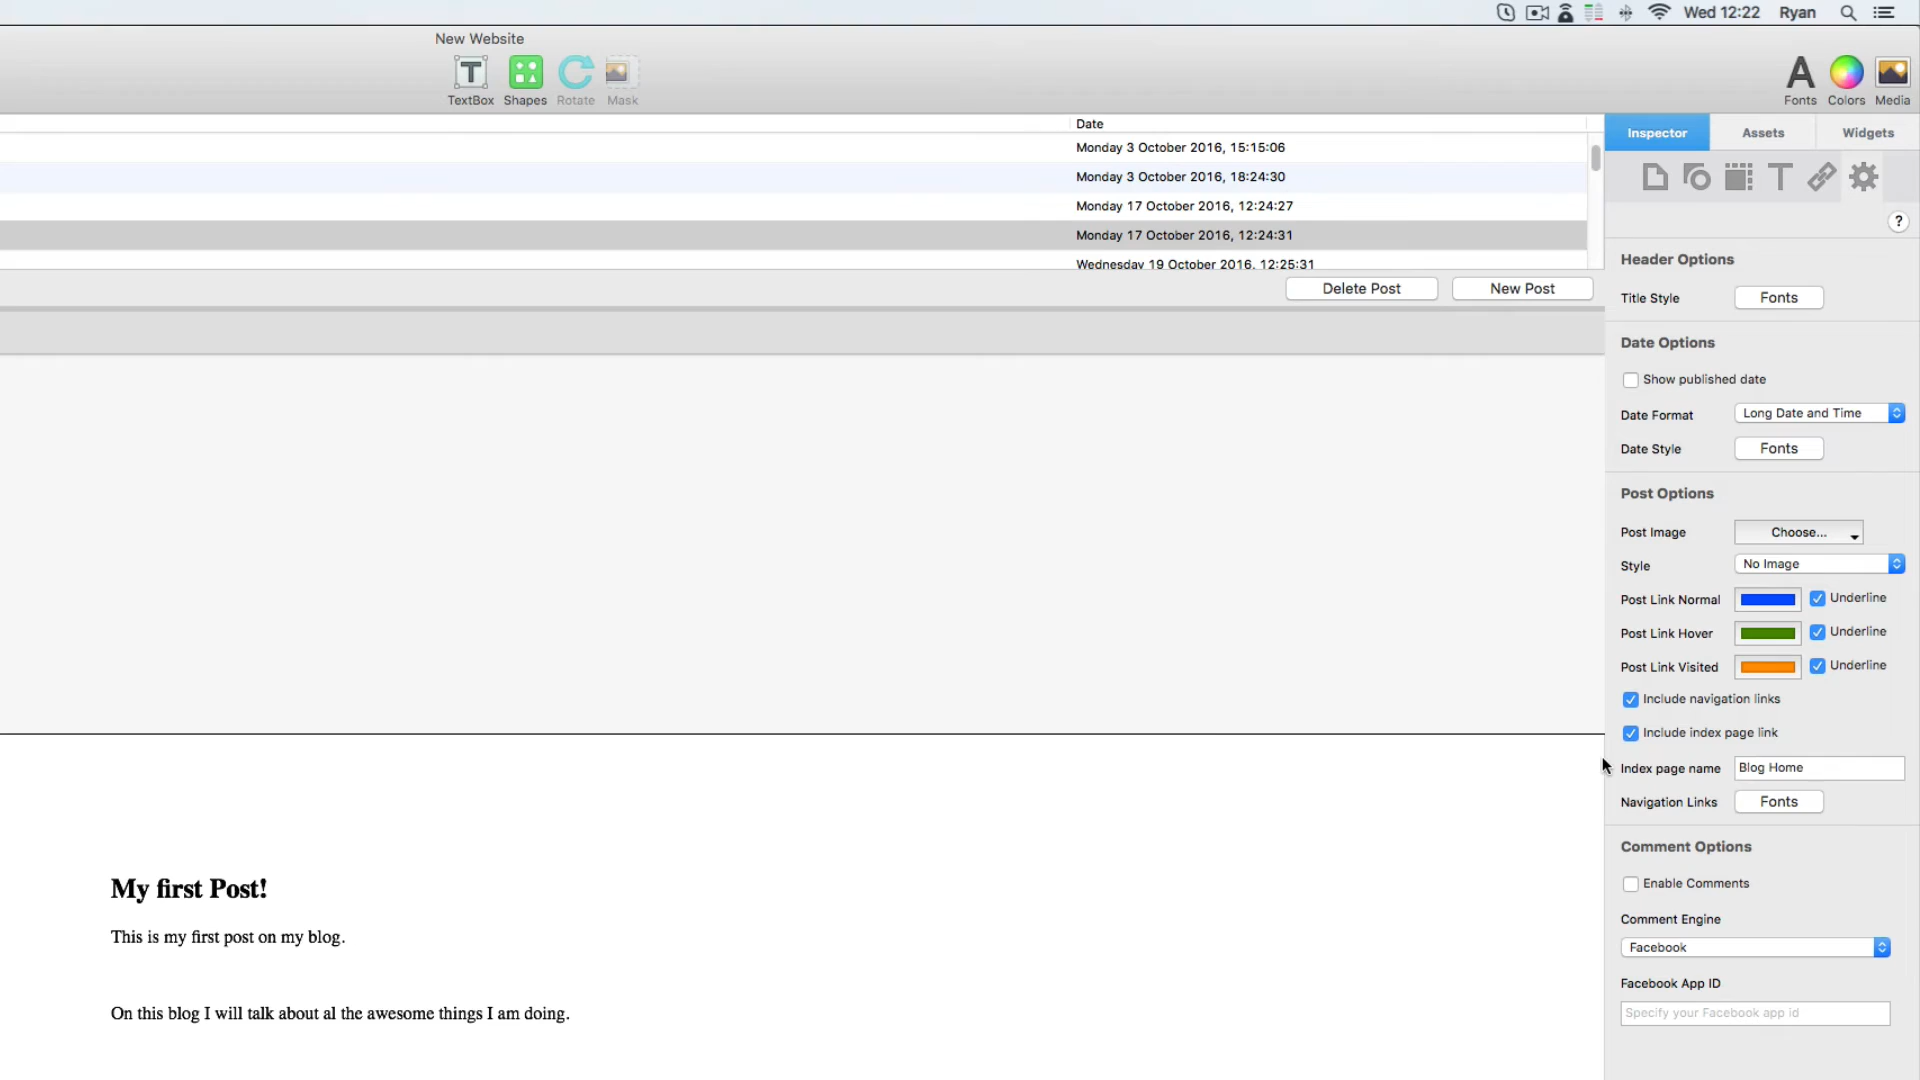 Wed 12:22 Ryan
New Website
TextBox Shapes Rotate Mask
Fonts Colors Media
Date
Monday 3 October 2016, 15:15:06
Monday 3 October 2016, 18:24:30
Monday 17 October 2016, 12:24:27
Monday 17 October 2016, 12:24:31
Wednesday 19 October 2016, 12:25:31
Delete Post New Post
Inspector Assets Widgets
?
Header Options
Title Style Fonts
Date Options
Show published date
Date Format Long Date and Time
Date Style Fonts
Post Options
Post Image Choose...
Style No Image
Post Link Normal Underline
Post Link Hover Underline
Post Link Visited Underline
Include navigation links
Include index page link
Index page name Blog Home
Navigation Links Fonts
Comment Options
Enable Comments
Comment Engine
Facebook
Facebook App ID
Specify your Facebook app id
My first Post!
This is my first post on my blog.
On this blog I will talk about al the awesome things I am doing.